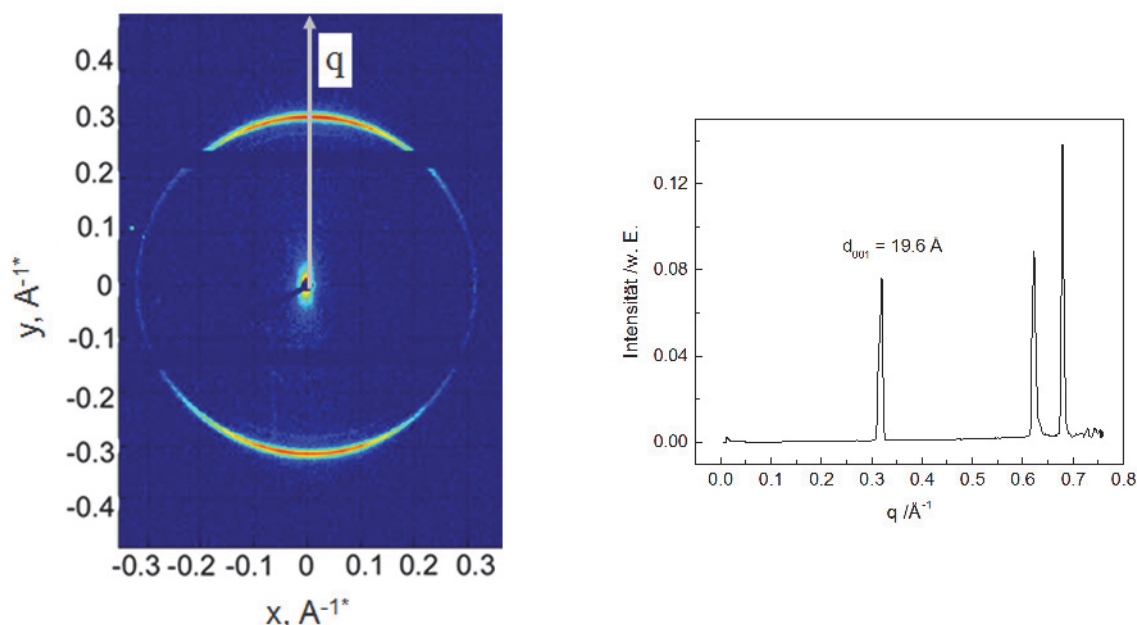 q
0.4
0.3
0.2
0.1
0
-0.1
-0.2
-0.3
-0.4
y, A⁻¹*
-0.3 -0.2 -0.1 0 0.1 0.2 0.3
x, A⁻¹*
0.12
0.08
0.04
0.00
Intensität /w. E.
d₀₀₁ = 19.6 Å
0.0 0.1 0.2 0.3 0.4 0.5 0.6 0.7 0.8
q /Å⁻¹